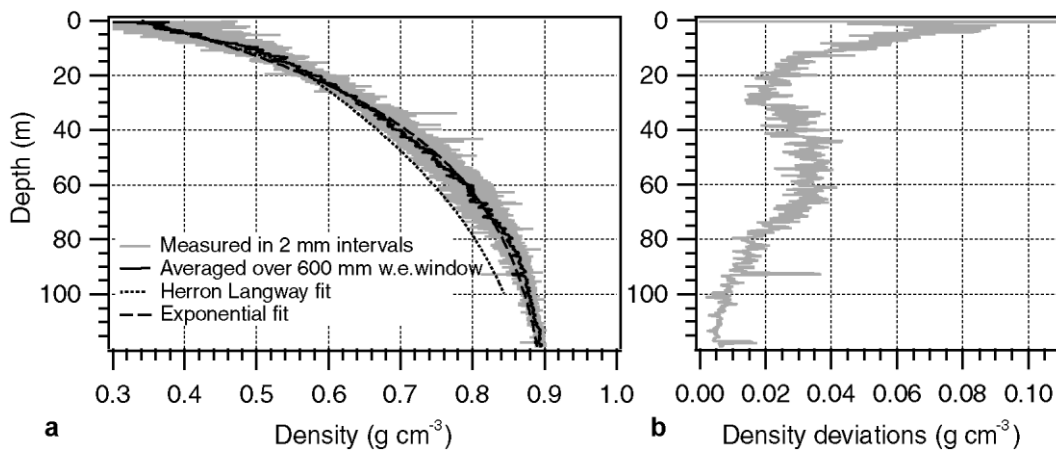 0
20
40
60
80
100
Depth (m)
Measured in 2 mm intervals
Averaged over 600 mm w.e.window
Herron Langway fit
Exponential fit
0.3
0.4
0.5
0.6
0.7
0.8
0.9
1.0
a
Density (g cm⁻³)
0
20
40
60
80
100
0.00
0.02
0.04
0.06
0.08
0.10
b
Density deviations (g cm⁻³)